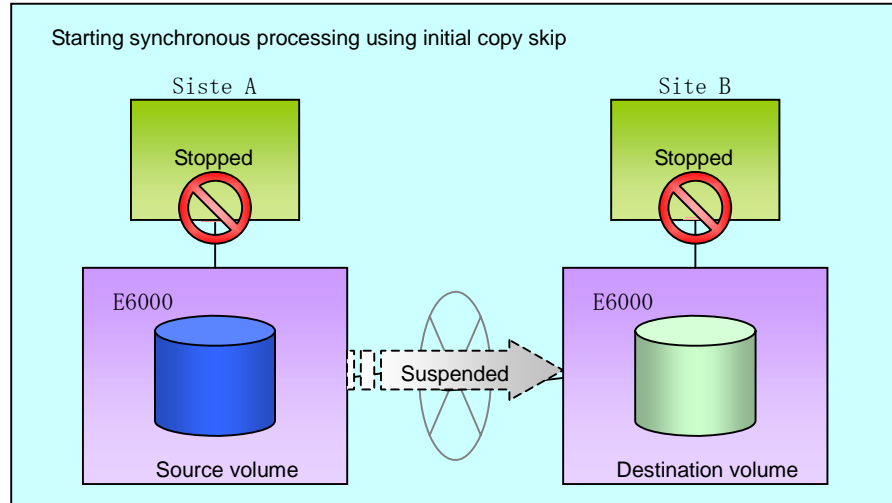 Starting synchronous processing using initial copy skip
Siste A
Site B
Stopped
Stopped
E6000
E6000
Suspended
Source volume
Destination volume